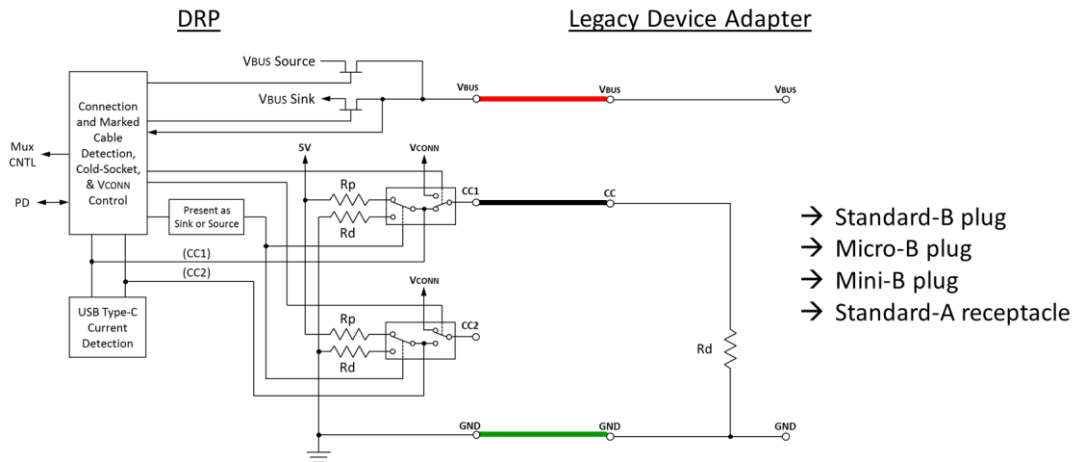 DRP
Legacy Device Adapter
VBUS Source
VBUS Sink
VBUS
VBUS
VBUS
Connection
and Marked
Cable
Detection,
Cold-Socket,
& VCONN
Control
Mux
CNTL
PD
Present as
Sink or Source
5V
VCONN
Rp
Rd
CC1
CC
(CC1)
(CC2)
USB Type-C
Current
Detection
VCONN
Rp
Rd
CC2
Rd
→ Standard-B plug
→ Micro-B plug
→ Mini-B plug
→ Standard-A receptacle
GND
GND
GND